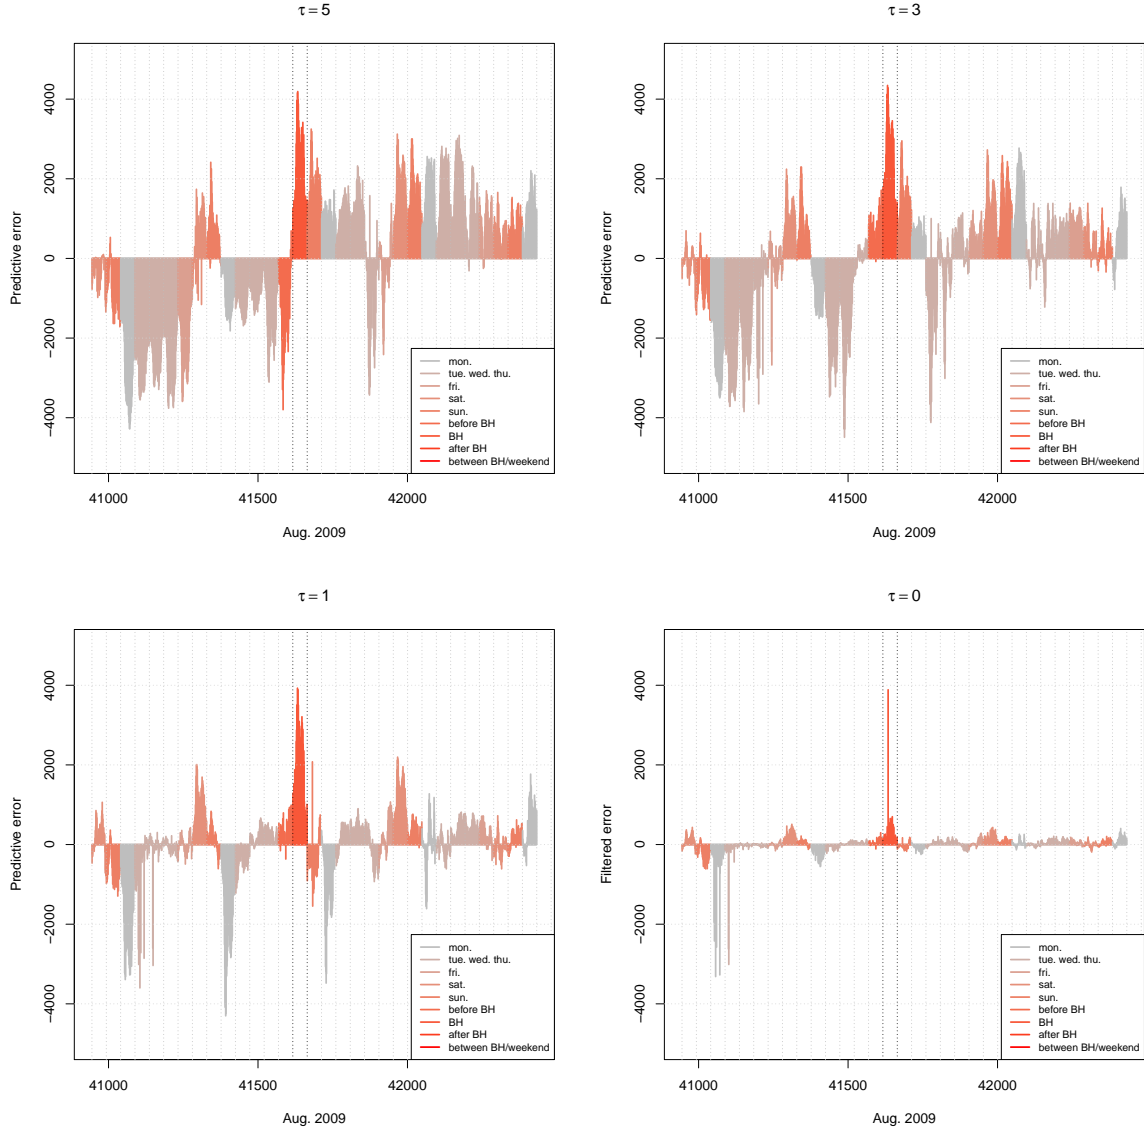 τ = 5
Predictive error
4000
2000
0
−2000
−4000
mon.
tue. wed. thu.
fri.
sat.
sun.
before BH
BH
after BH
between BH/weekend
41000
41500
42000
Aug. 2009
τ = 3
Predictive error
4000
2000
0
−2000
−4000
mon.
tue. wed. thu.
fri.
sat.
sun.
before BH
BH
after BH
between BH/weekend
41000
41500
42000
Aug. 2009
τ = 1
Predictive error
4000
2000
0
−2000
−4000
mon.
tue. wed. thu.
fri.
sat.
sun.
before BH
BH
after BH
between BH/weekend
41000
41500
42000
Aug. 2009
τ = 0
Filtered error
4000
2000
0
−2000
−4000
mon.
tue. wed. thu.
fri.
sat.
sun.
before BH
BH
after BH
between BH/weekend
41000
41500
42000
Aug. 2009